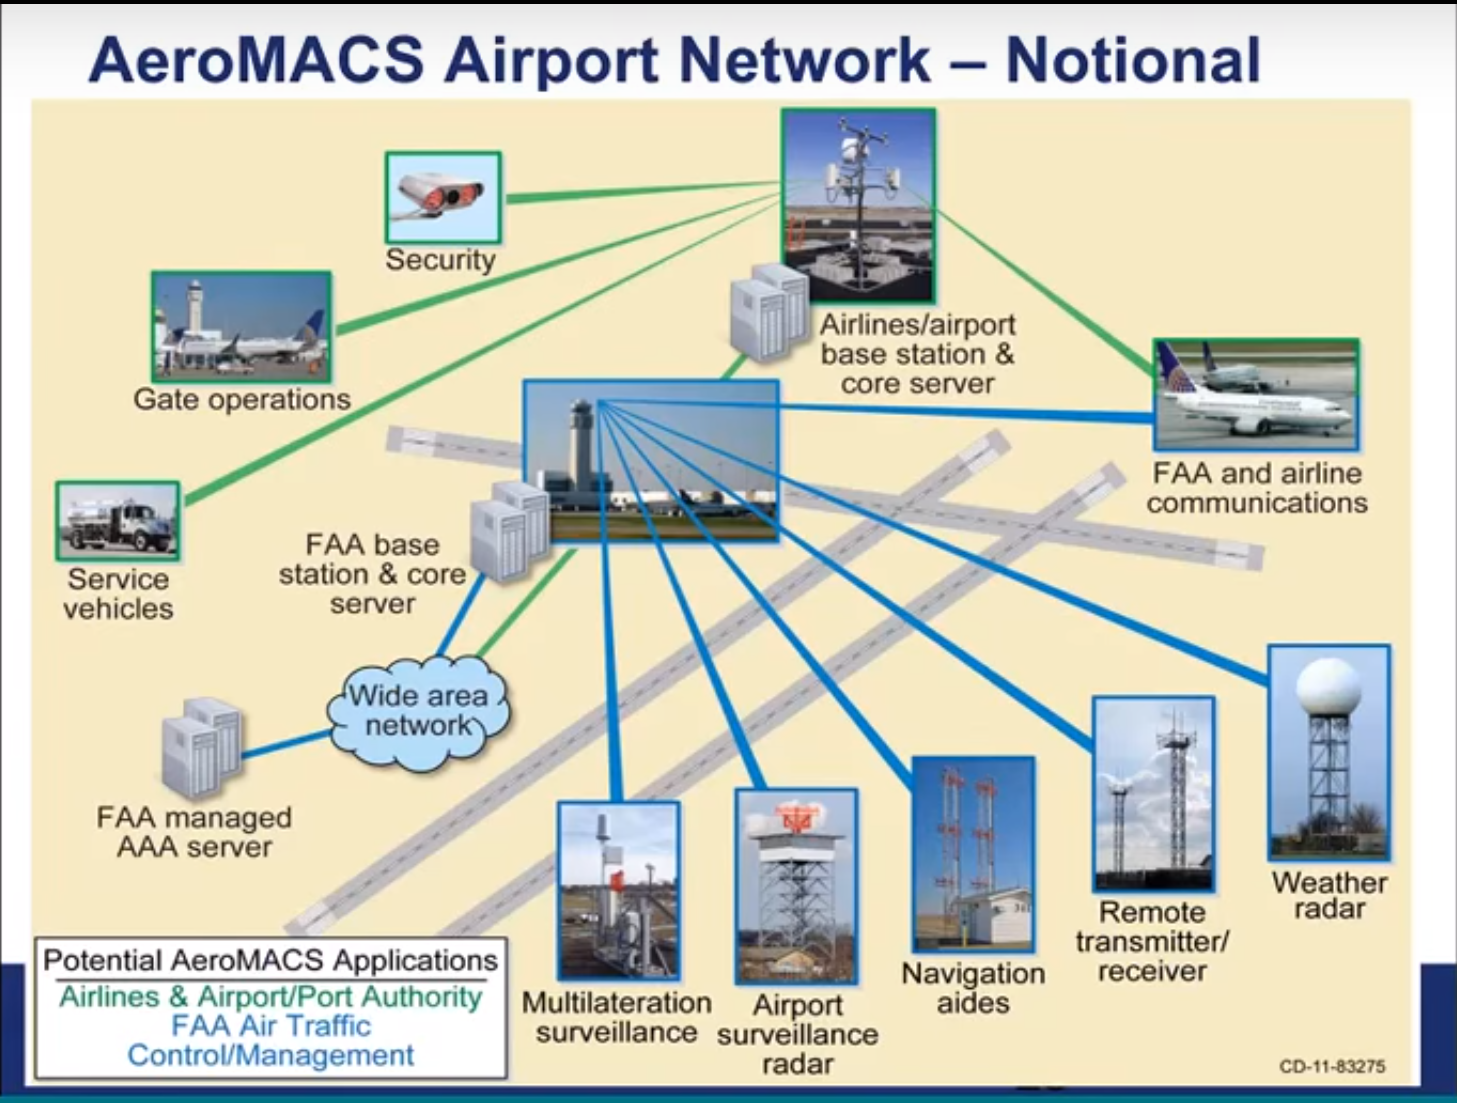 AeroMACS Airport Network – Notional
Security
Gate operations
Airlines/airport
base station &
core server
FAA and airline
communications
Service
vehicles
FAA base
station & core
server
Wide area
network
FAA managed
AAA server
Weather
radar
Remote
transmitter/
receiver
Navigation
aides
Multilateration
surveillance
Airport
surveillance
radar
Potential AeroMACS Applications
Airlines & Airport/Port Authority
FAA Air Traffic
Control/Management
CD-11-83275